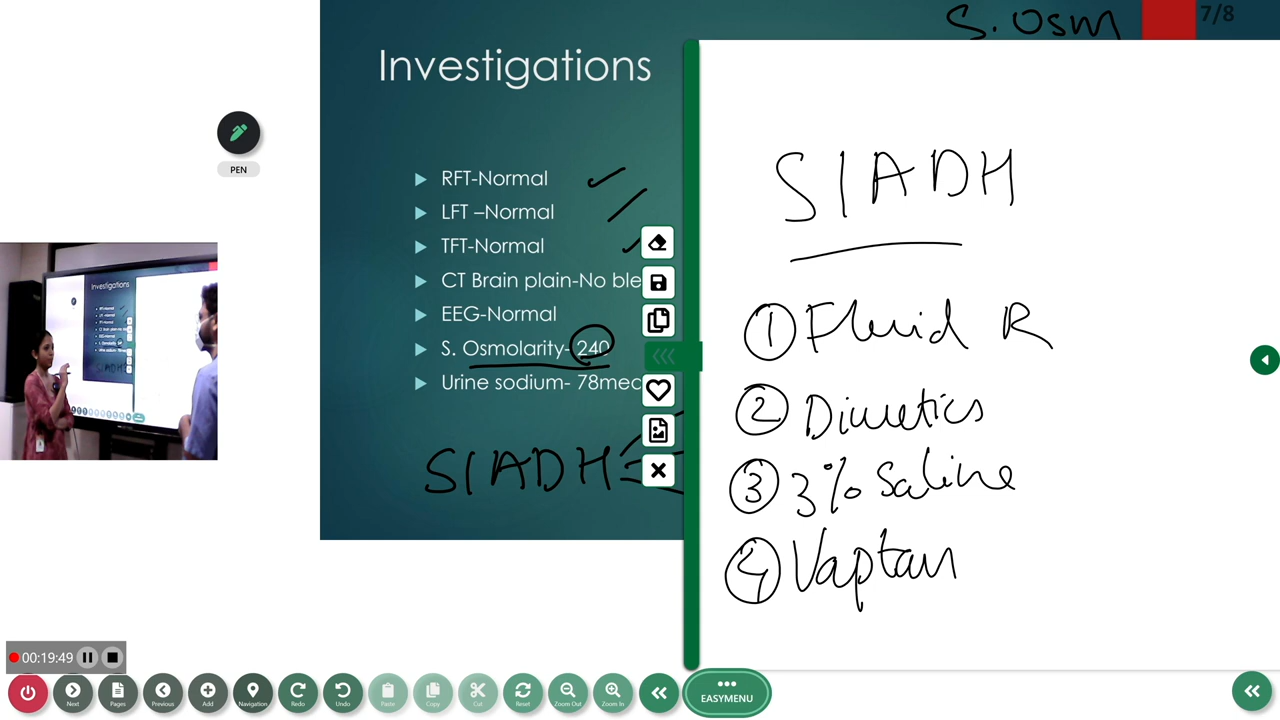 S. Osm
7/8
Investigations
PEN
RFT-Normal
LFT –Normal
TFT-Normal
CT Brain plain-No ble
EEG-Normal
S. Osmolarity- 240
Urine sodium- 78mec
SIADH
SIADH
① Fluid R
② Diuretics
③ 3% Saline
④ Vaptan
Investigations
00:19:49
Next
Pages
Previous
Add
Navigation
Redo
Undo
Paste
Copy
Cut
Reset
Zoom Out
Zoom In
EASYMENU